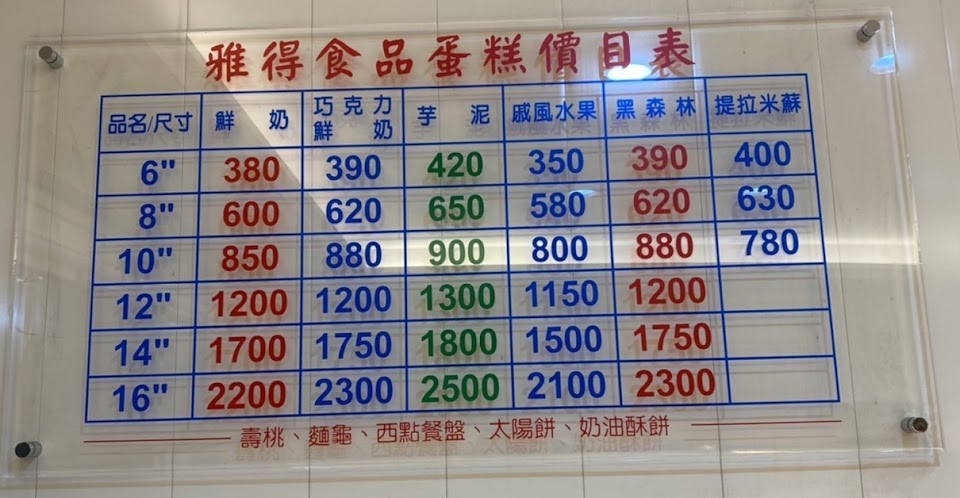 雅得食品蛋糕價目表
品名/尺寸 鮮奶 巧克力鮮奶 芋泥 戚風水果 黑森林 提拉米蘇
6" 380 390 420 350 390 400
8" 600 620 650 580 620 630
10" 850 880 900 800 880 780
12" 1200 1200 1300 1150 1200
14" 1700 1750 1800 1500 1750
16" 2200 2300 2500 2100 2300
壽桃、麵龜、西點餐盤、太陽餅、奶油酥餅